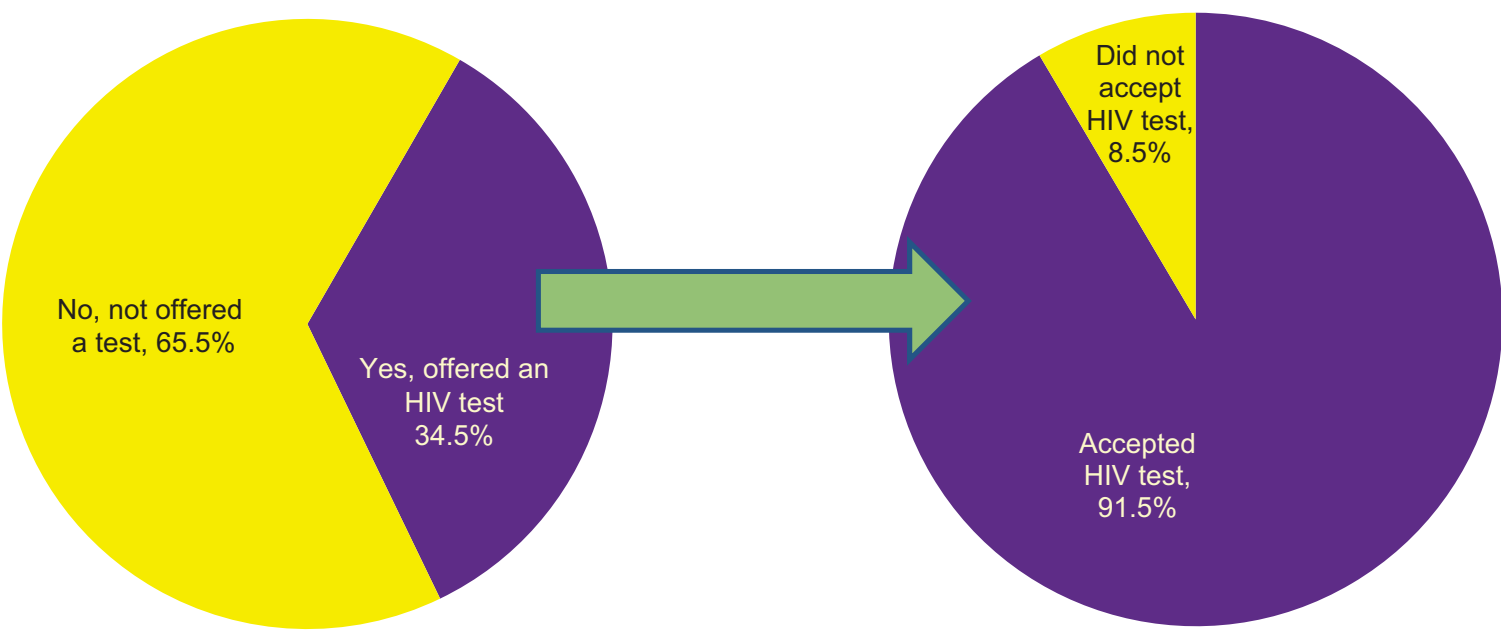 No, not offered
a test, 65.5%
Yes, offered an
HIV test
34.5%
Did not
accept
HIV test,
8.5%
Accepted
HIV test,
91.5%